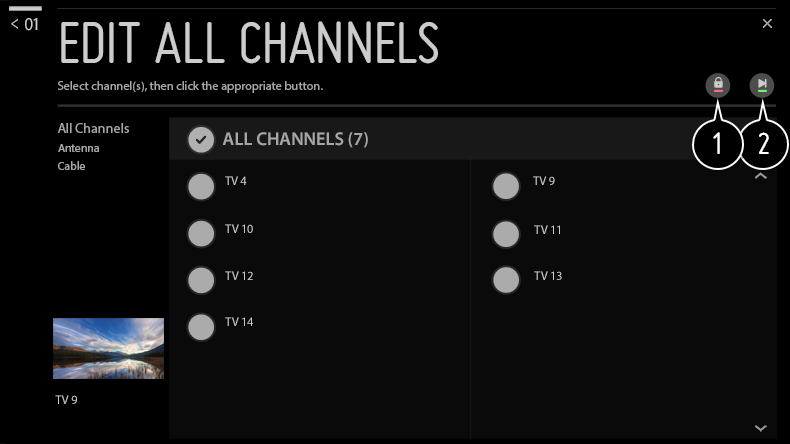 < 01
EDIT ALL CHANNELS
Select channel(s), then click the appropriate button.
1
2
All Channels
Antenna
Cable
ALL CHANNELS (7)
TV 4
TV 9
TV 10
TV 11
TV 12
TV 13
TV 14
TV 9